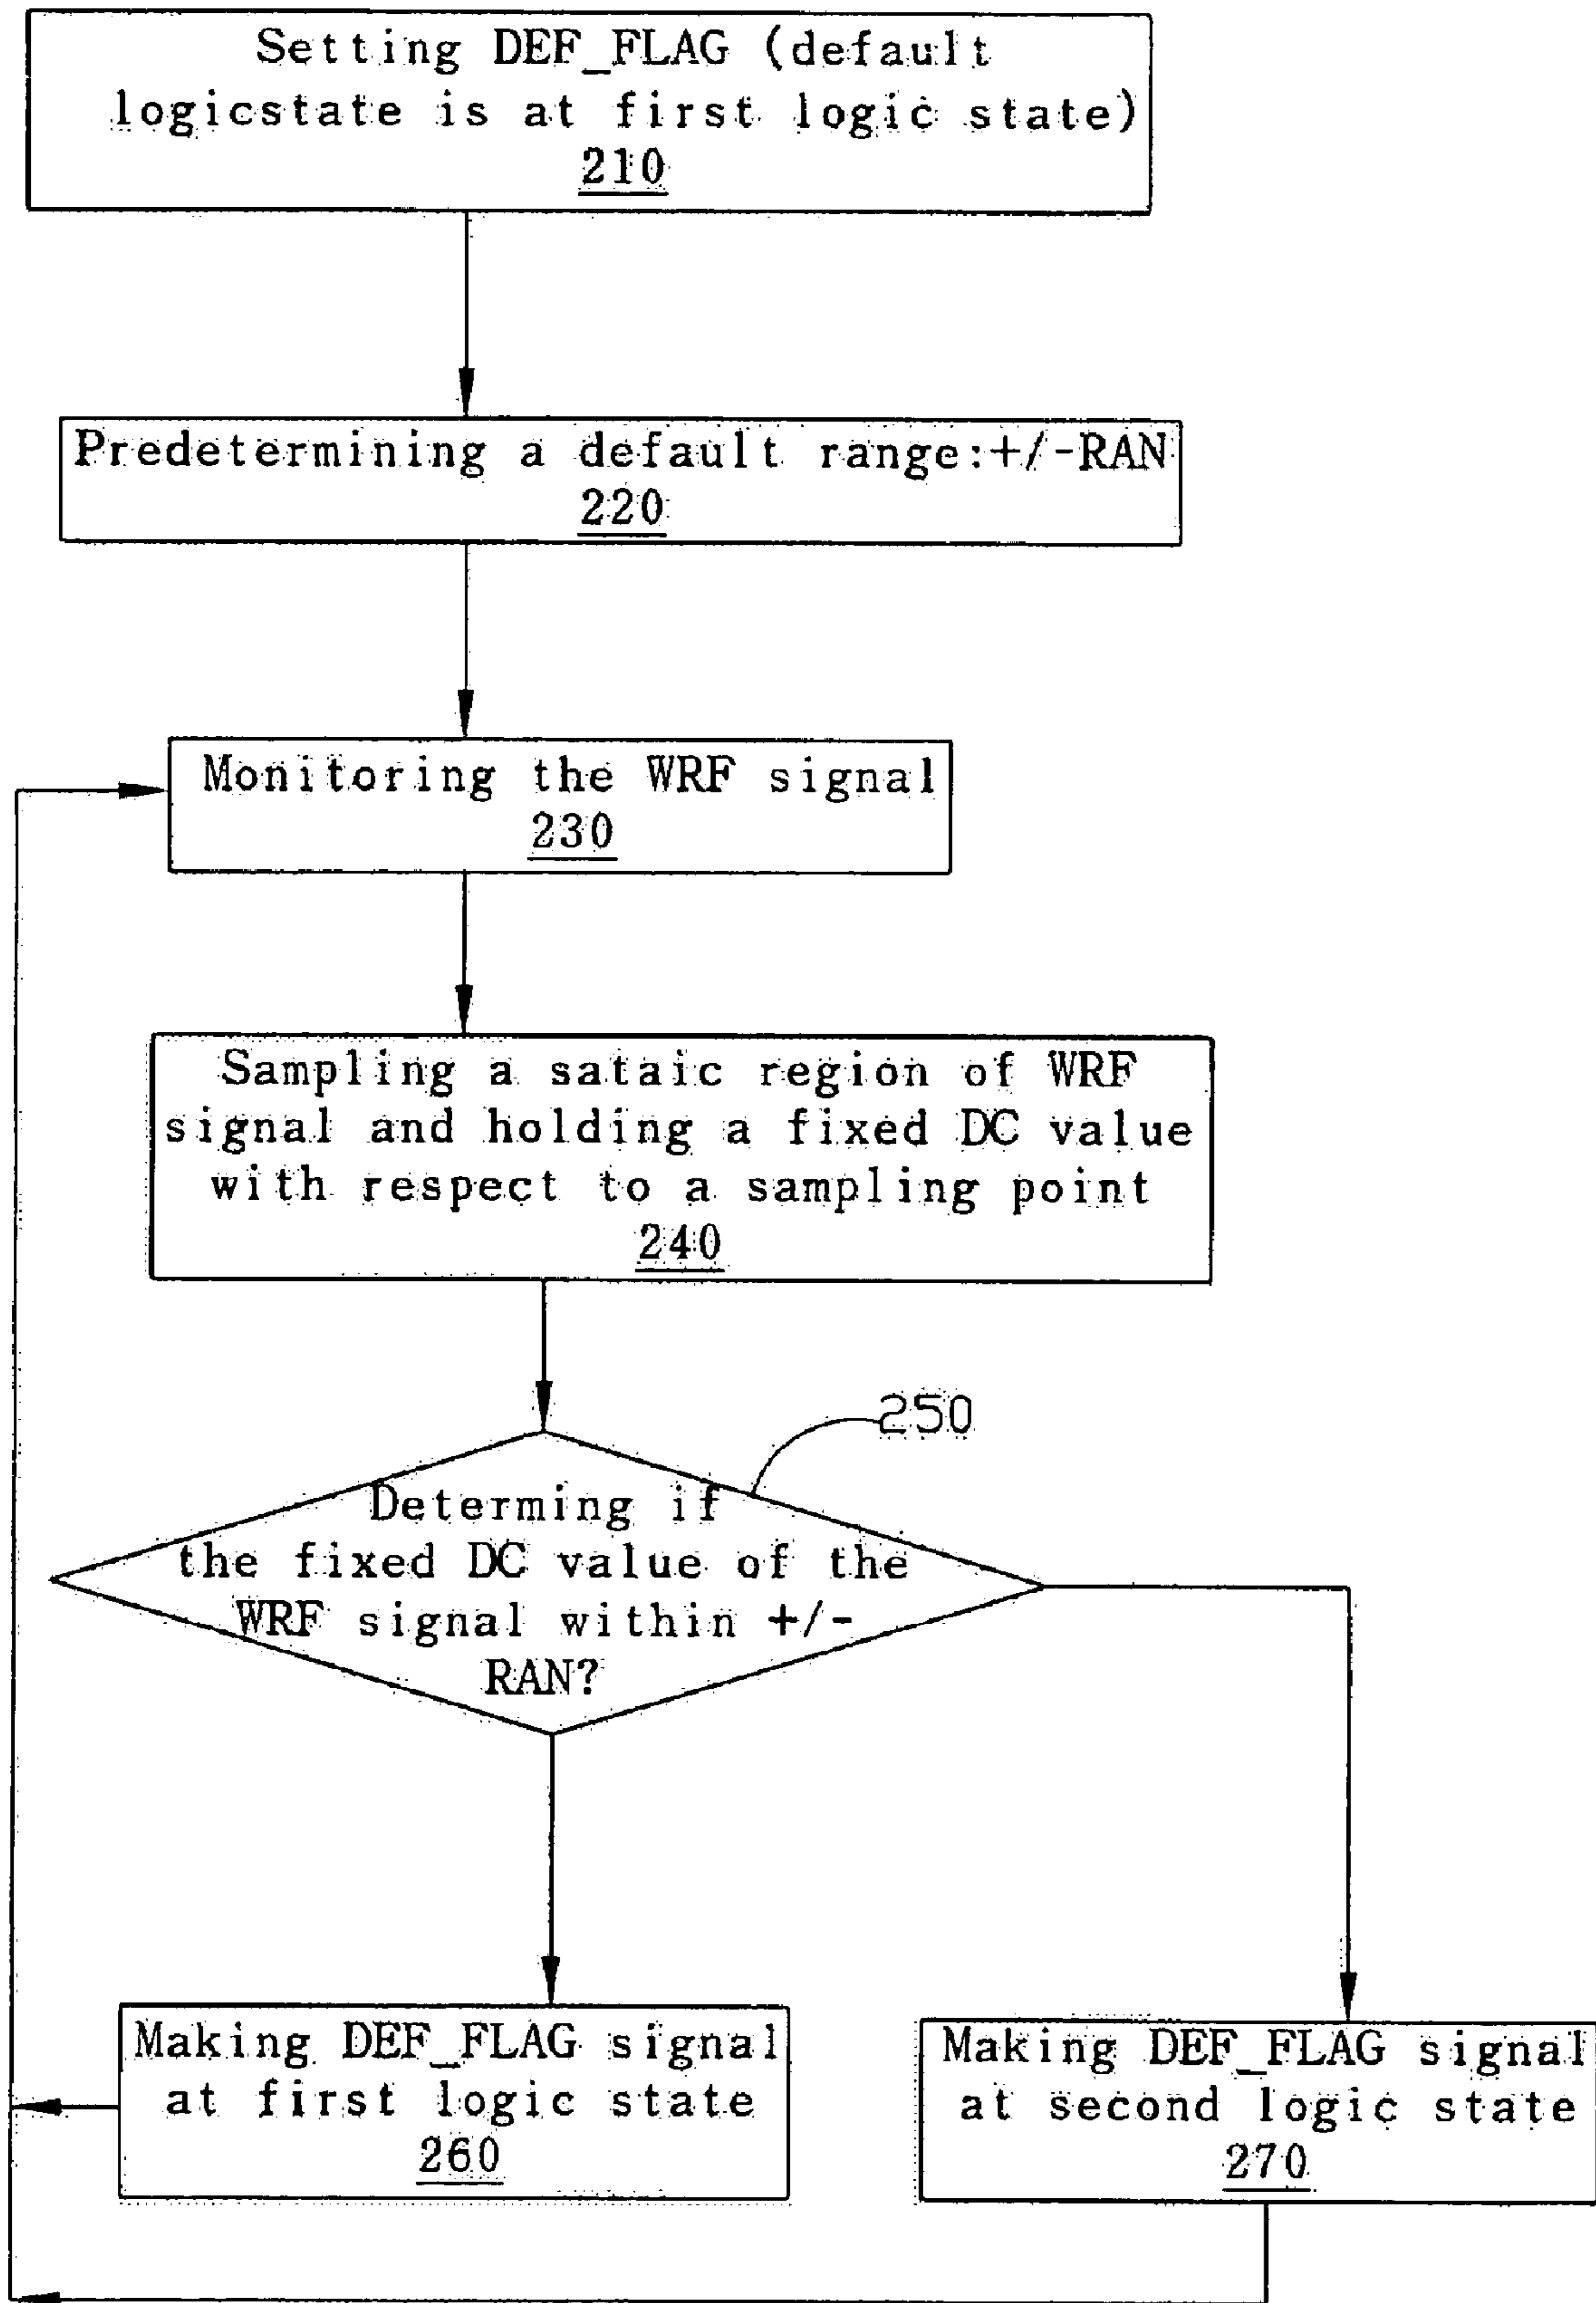 Setting DEF_FLAG (default
logicstate is at first logic state)
210
Predetermining a default range:+/-RAN
220
Monitoring the WRF signal
230
Sampling a sataic region of WRF
signal and holding a fixed DC value
with respect to a sampling point
240
250
Determing if
the fixed DC value of the
WRF signal within +/-
RAN?
Making DEF_FLAG signal
at first logic state
260
Making DEF_FLAG signal
at second logic state
270